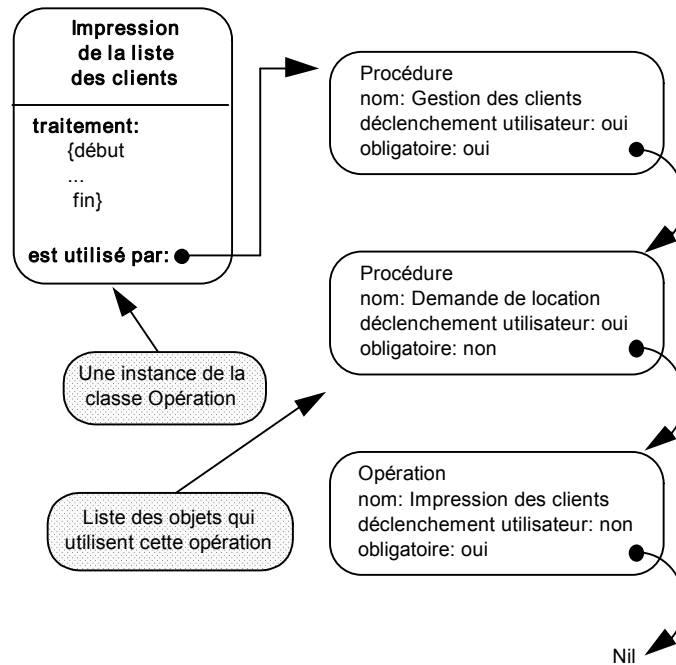 Impression
de la liste
des clients
traitement:
{début
...
fin}
est utilisé par:
Une instance de la
classe Opération
Liste des objets qui
utilisent cette opération
Procédure
nom: Gestion des clients
déclenchement utilisateur: oui
obligatoire: oui
Procédure
nom: Demande de location
déclenchement utilisateur: oui
obligatoire: non
Opération
nom: Impression des clients
déclenchement utilisateur: non
obligatoire: oui
Nil